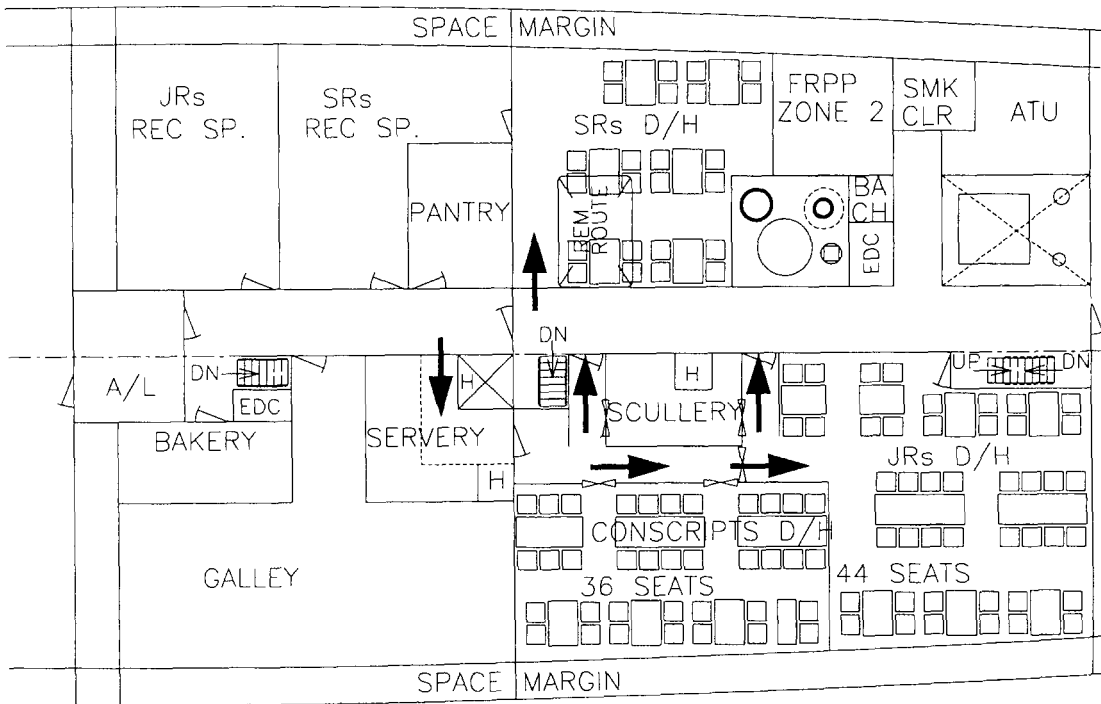 SPACE MARGIN
JRs
REC SP.
SRs
REC SP.
PANTRY
SRs D/H
REM
ROUTE
FRPP
ZONE 2
SMK
CLR
ATU
BA
CH
EDC
A/L
DN
EDC
BAKERY
SERVERY
H
H
DN
H
SCULLERY
UP
DN
JRs D/H
CONSCRIPTS D/H
GALLEY
36 SEATS
44 SEATS
SPACE MARGIN